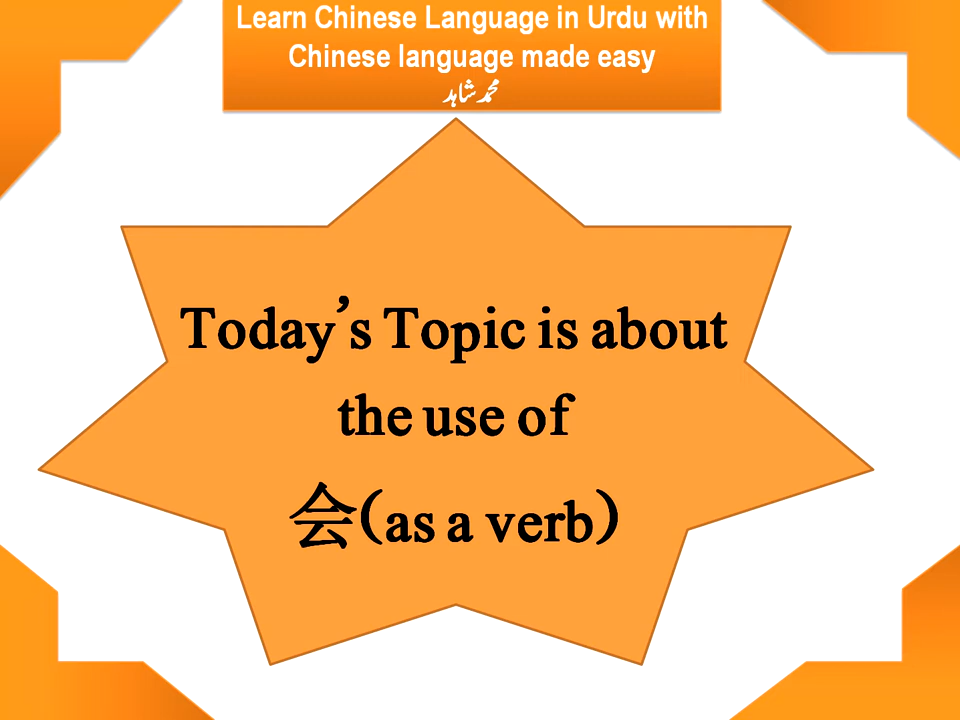 Learn Chinese Language in Urdu with
Chinese language made easy
محمد شاہد
Today's Topic is about
the use of
会(as a verb)